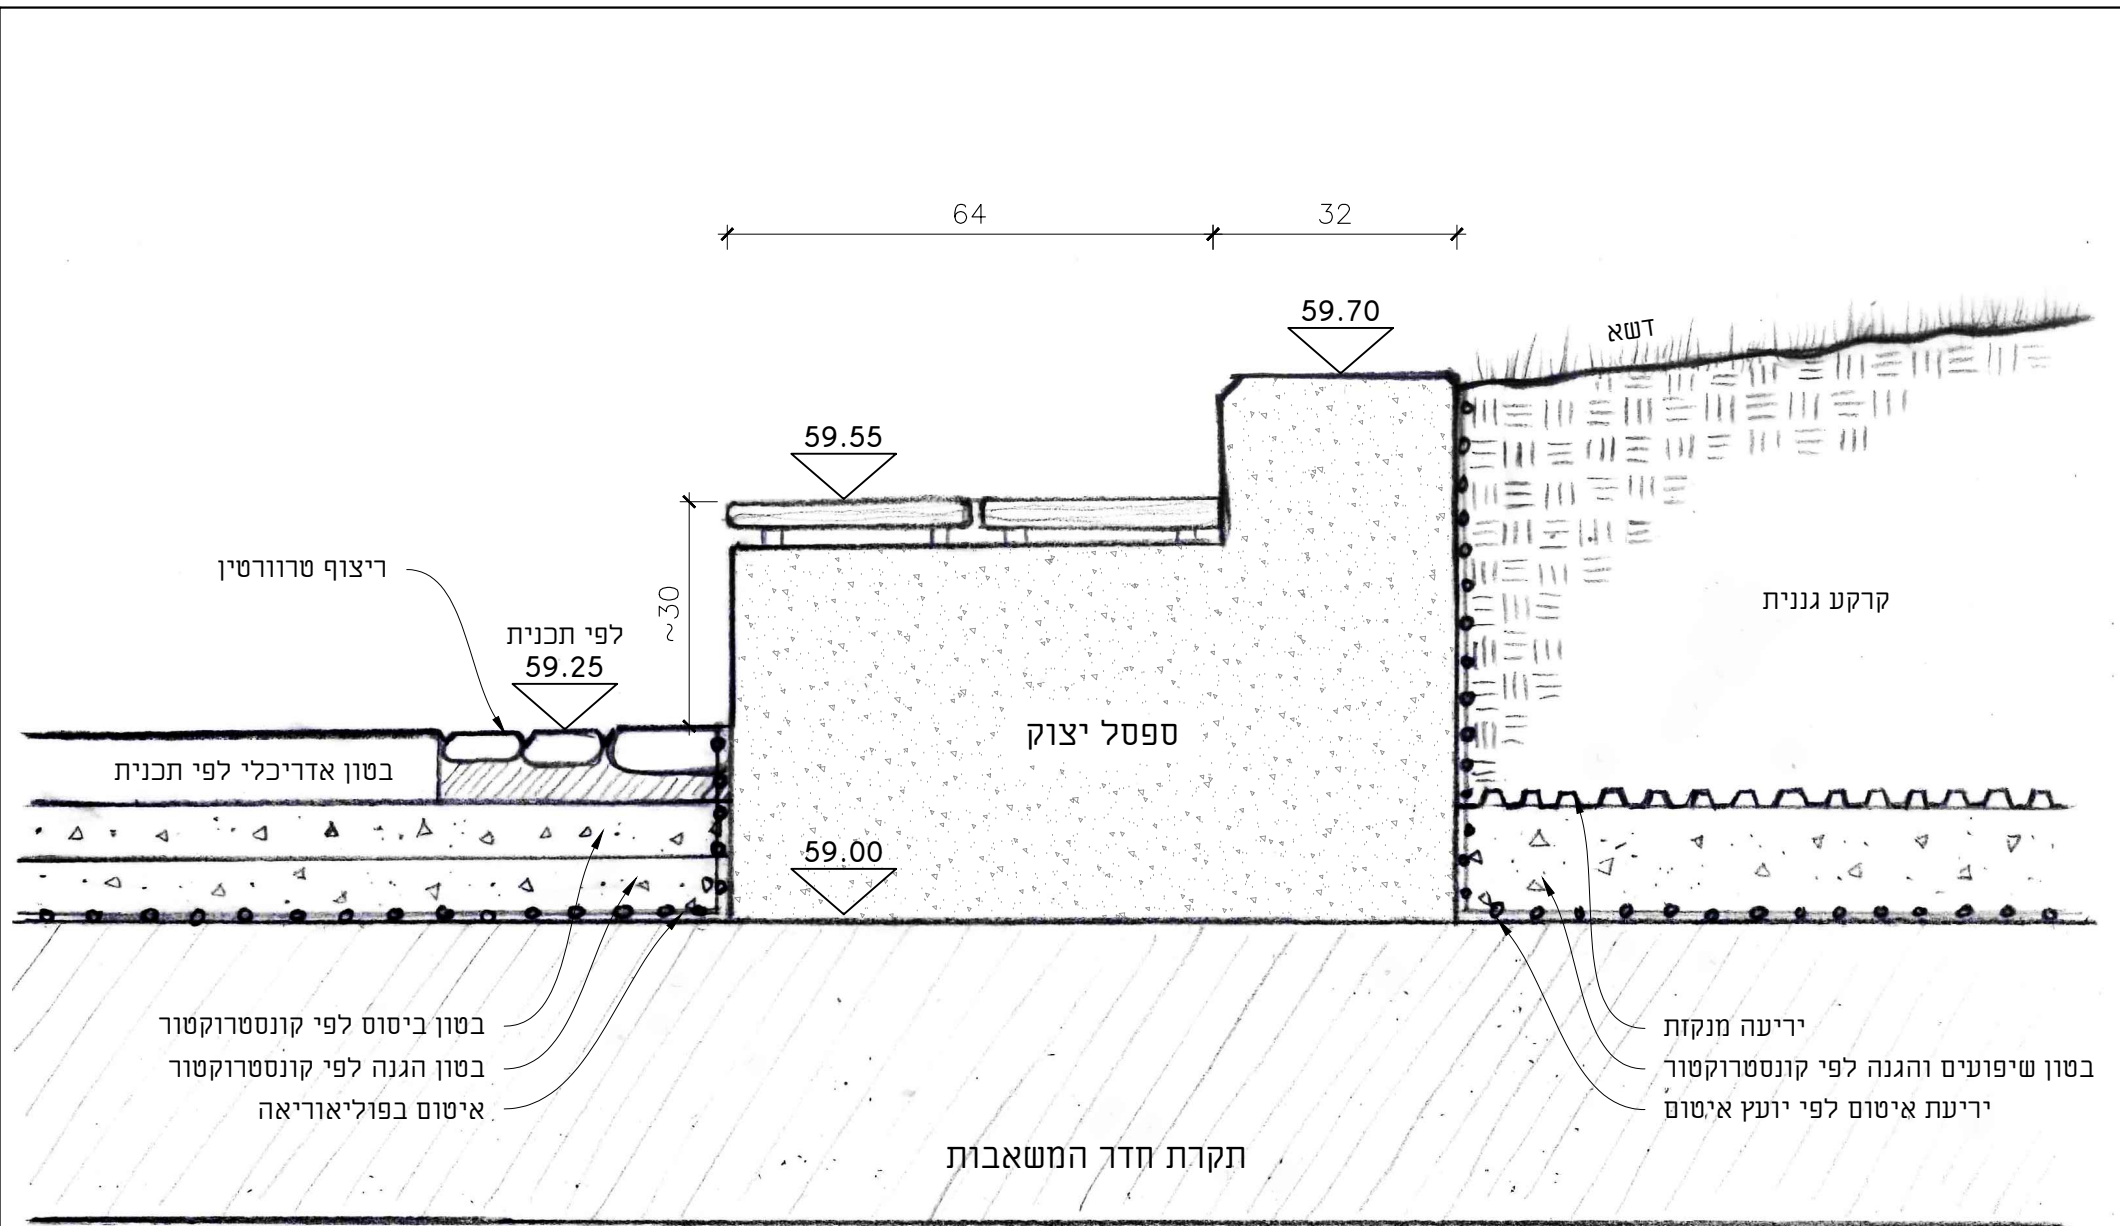 64
32
59.70
דשא
59.55
ריצוף טרוורטין
~30
קרקע גננית
לפי תכנית
59.25
ספסל יצוק
בטון אדריכלי לפי תכנית
59.00
בטון ביסוס לפי קונסטרוקטור
בטון הגנה לפי קונסטרוקטור
איטום בפוליאוריאה
יריעה מנקזת
בטון שיפועים והגנה לפי קונסטרוקטור
יריעת איטום לפי יועץ איטום
תקרת חדר המשאבות